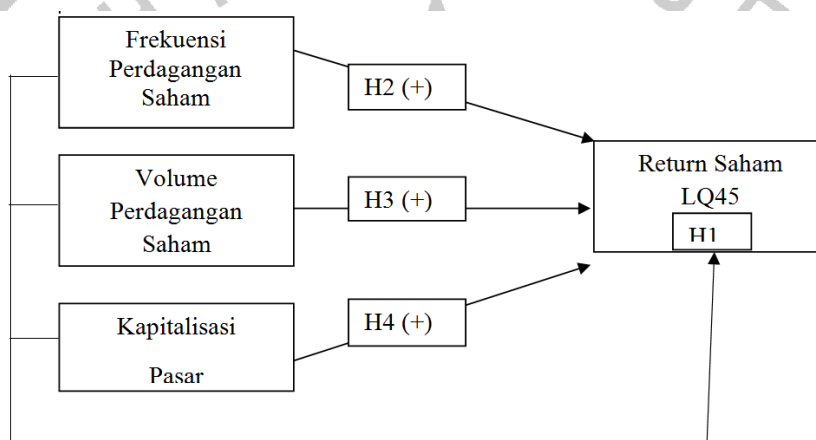 Frekuensi
Perdagangan
Saham
H2 (+)
Volume
Perdagangan
Saham
H3 (+)
Kapitalisasi
Pasar
H4 (+)
Return Saham
LQ45
H1